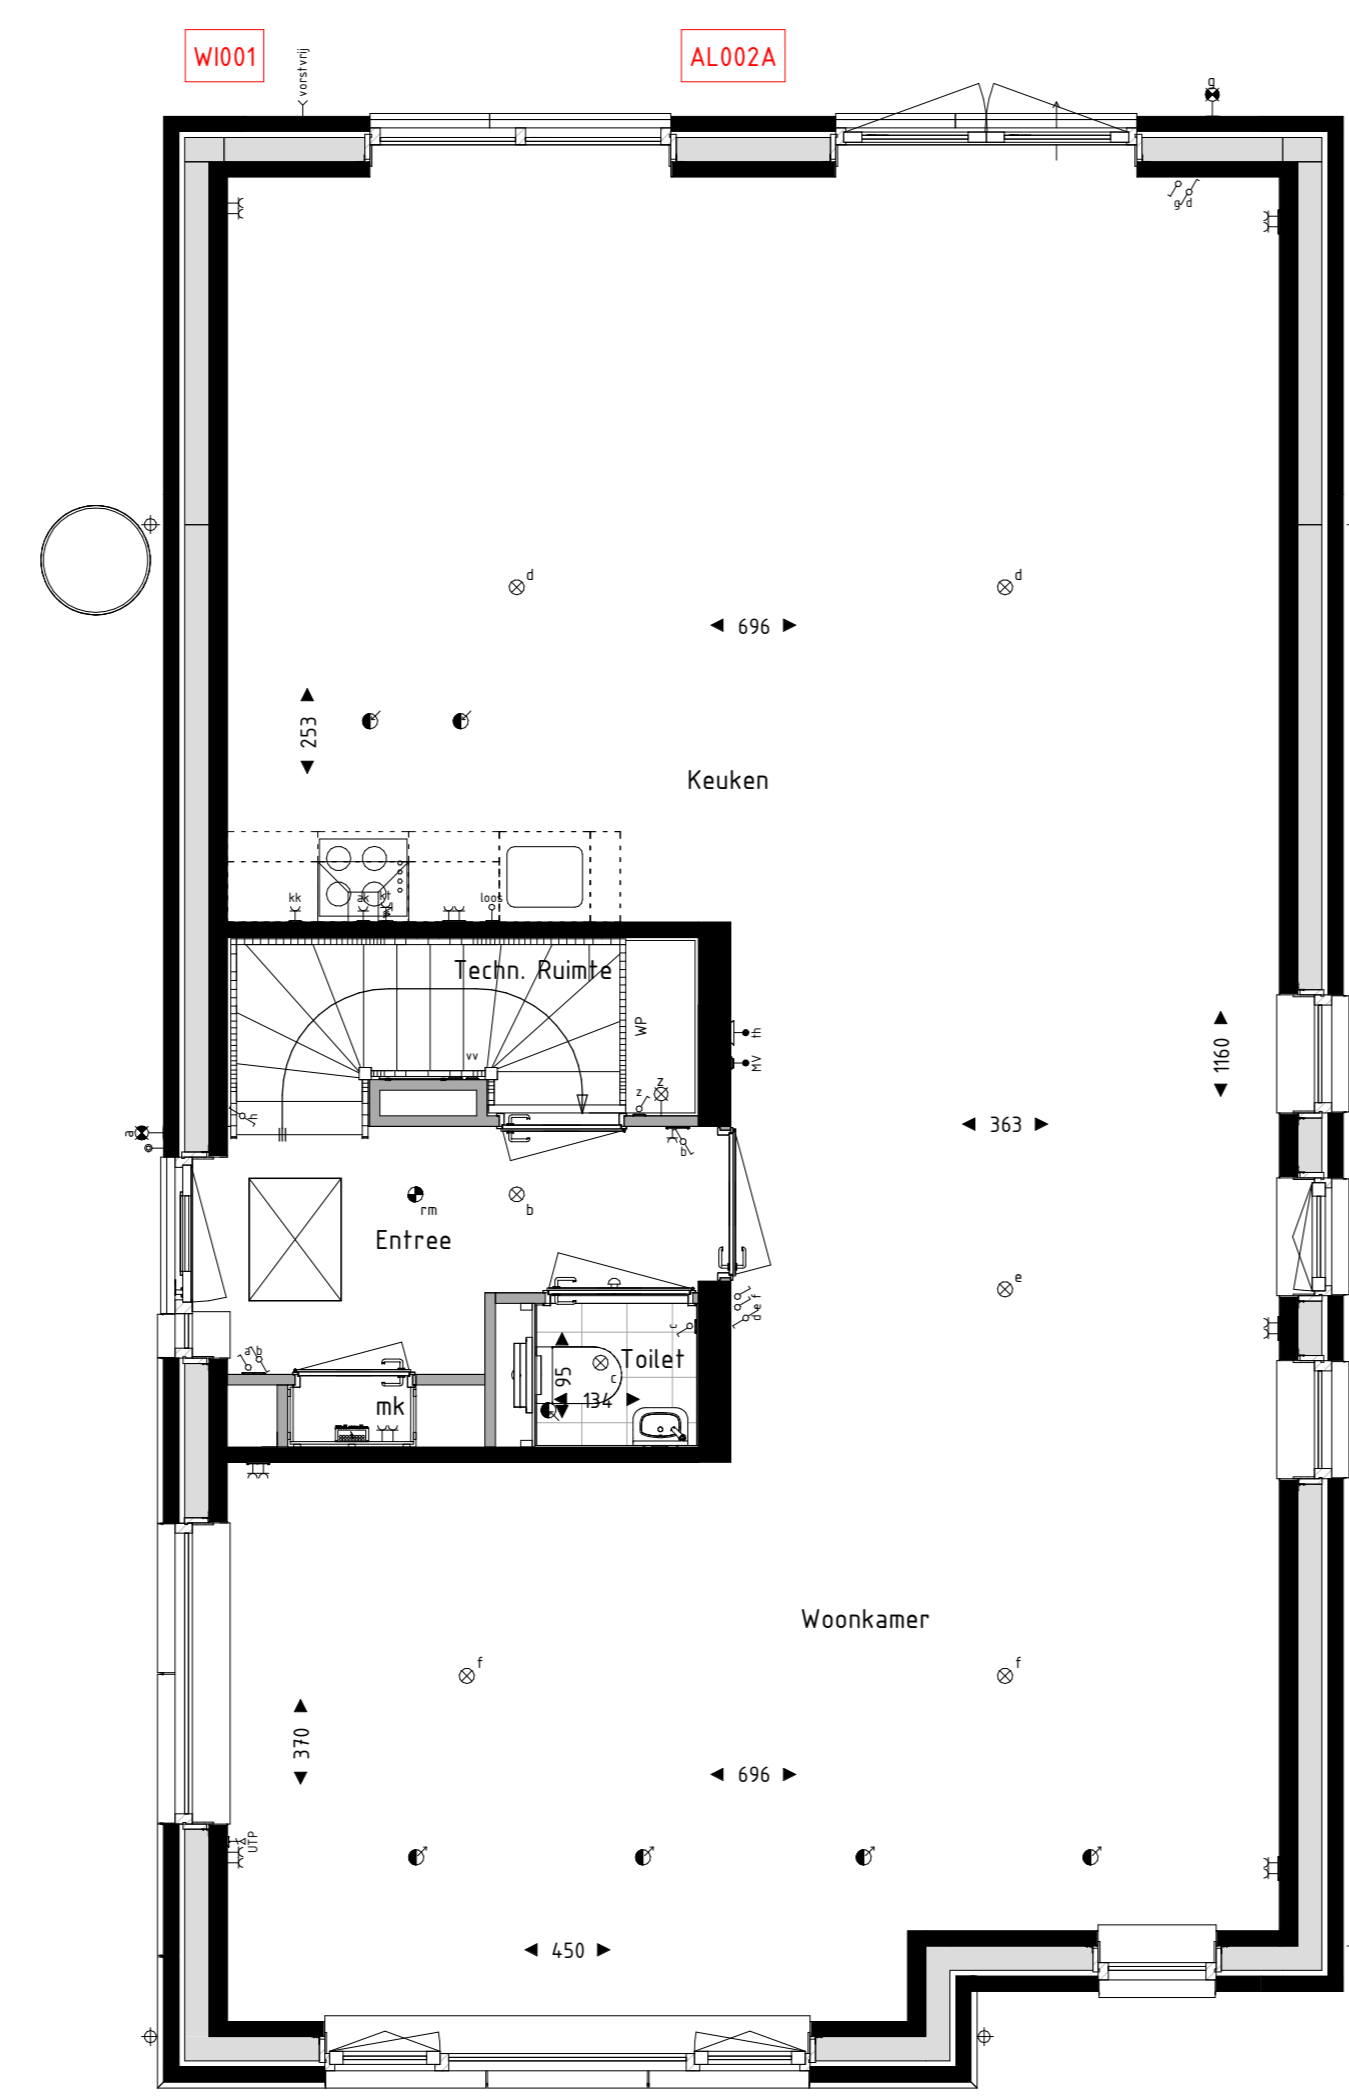 WI001
vorstvrij
AL002A
g
g d
d
d
696
253
Keuken
kk
ak
loos
Techn. Ruimte
WP
vv
th
MV
1160
z
z
h
a
b
363
rm
b
Entree
e
d e f
c
a b
Toilet
95
c
134
mk
Woonkamer
f
f
370
696
UTP
450